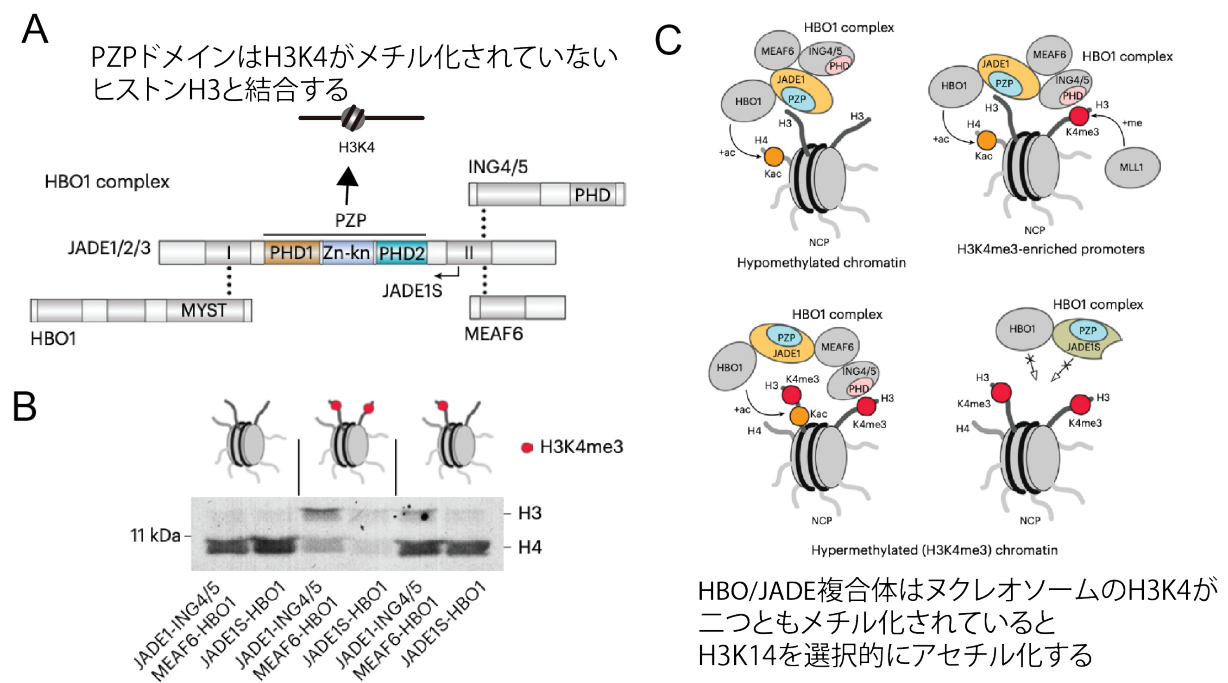 A
PZPドメインはH3K4がメチル化されていない
ヒストンH3と結合する
H3K4
HBO1 complex
ING4/5
PHD
PZP
JADE1/2/3
I
PHD1
Zn-kn
PHD2
II
JADE1S
MYST
HBO1
MEAF6
B
H3K4me3
11 kDa
H3
H4
JADE1-ING4/5
MEAF6-HBO1
JADE1S-HBO1
JADE1-ING4/5
MEAF6-HBO1
JADE1S-HBO1
JADE1-ING4/5
MEAF6-HBO1
JADE1S-HBO1
C
HBO1 complex
MEAF6
ING4/5
PHD
JADE1
PZP
HBO1
H3
H3
H4
+ac
Kac
NCP
Hypomethylated chromatin
HBO1 complex
MEAF6
JADE1
ING4/5
PZP
PHD
HBO1
H3
H3
K4me3
+me
H4
+ac
Kac
MLL1
NCP
H3K4me3-enriched promoters
HBO1 complex
PZP
JADE1
MEAF6
HBO1
ING4/5
PHD
K4me3
H3
H3
+ac
Kac
K4me3
H4
NCP
HBO1 complex
HBO1
PZP
JADE1S
H3
K4me3
H3
K4me3
H4
NCP
Hypermethylated (H3K4me3) chromatin
HBO/JADE複合体はヌクレオソームのH3K4が
二つともメチル化されていると
H3K14を選択的にアセチル化する